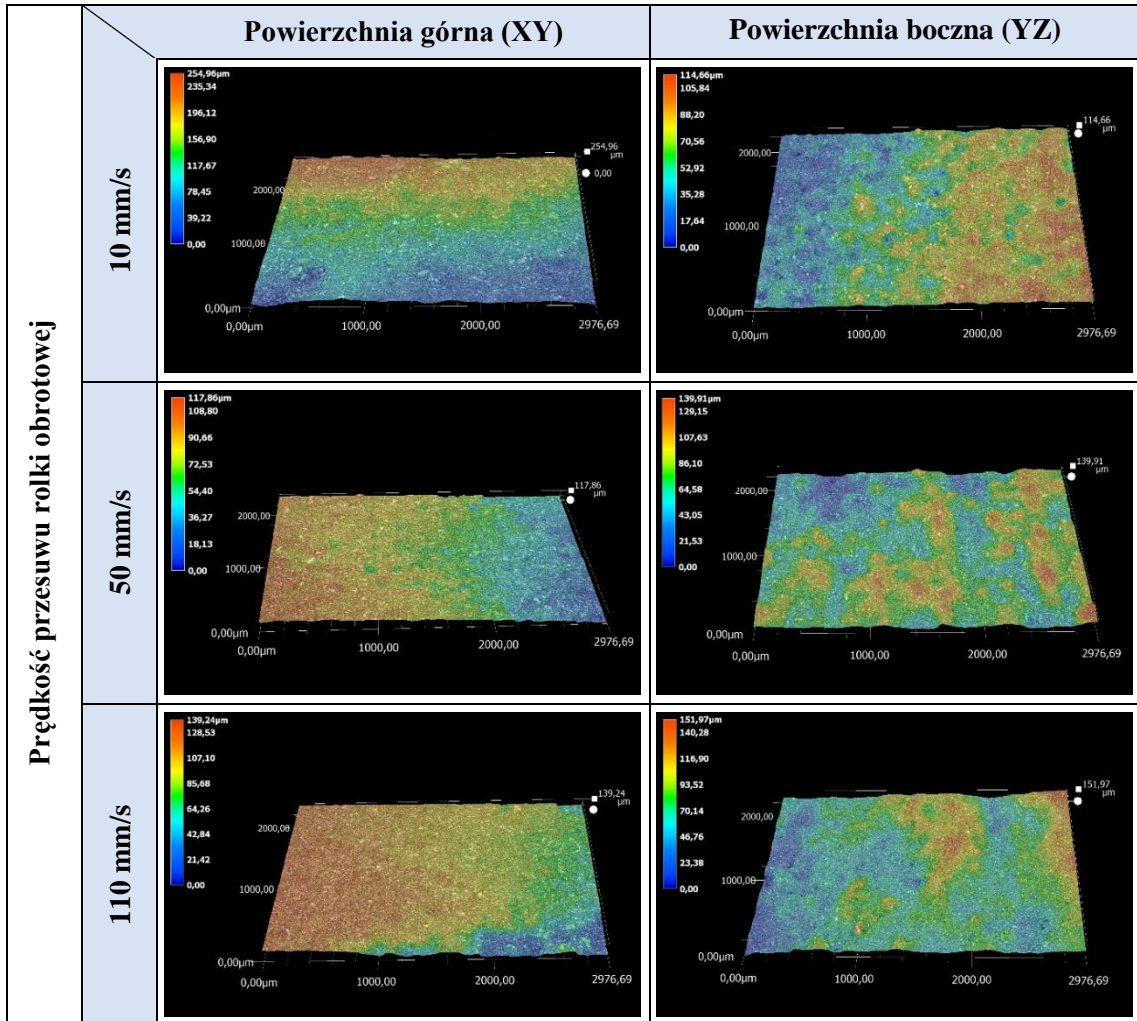 Powierzchnia górna (XY)
Powierzchnia boczna (YZ)
Prędkość przesuwu rolki obrotowej
10 mm/s
254,96µm
235,34
196,12
156,90
117,67
78,45
39,22
0,00
254,96
µm
0,00
2000,00
1000,00
0,00µm
0,00µm
1000,00
2000,00
2976,69
114,66µm
105,84
88,20
70,56
52,92
35,28
17,64
0,00
114,66
µm
2000,00
1000,00
0,00µm
0,00µm
1000,00
2000,00
2976,69
50 mm/s
117,86µm
108,80
90,66
72,53
54,40
36,27
18,13
0,00
117,86
µm
2000,00
1000,00
0,00µm
0,00µm
1000,00
2000,00
2976,69
139,91µm
129,15
107,63
86,10
64,58
43,05
21,53
0,00
139,91
µm
2000,00
1000,00
0,00µm
0,00µm
1000,00
2000,00
2976,69
110 mm/s
139,24µm
128,53
107,10
85,68
64,26
42,84
21,42
0,00
139,24
µm
2000,00
1000,00
0,00µm
0,00µm
1000,00
2000,00
2976,69
151,97µm
140,28
116,90
93,52
70,14
46,76
23,38
0,00
151,97
µm
2000,00
1000,00
0,00µm
0,00µm
1000,00
2000,00
2976,69